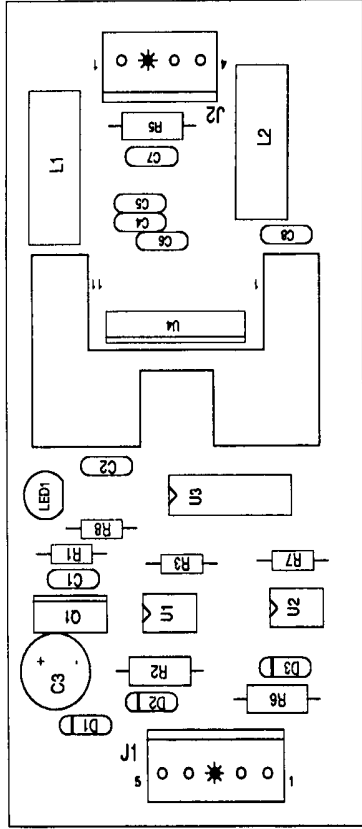 1
4
J2
R5
C7
L1
L2
C5
C4
C6
C8
11
1
U4
LED1
C2
U3
R8
R1
C1
R3
R7
Q1
U1
U2
+
-
C3
R2
D2
D3
R6
D1
J1
5
1